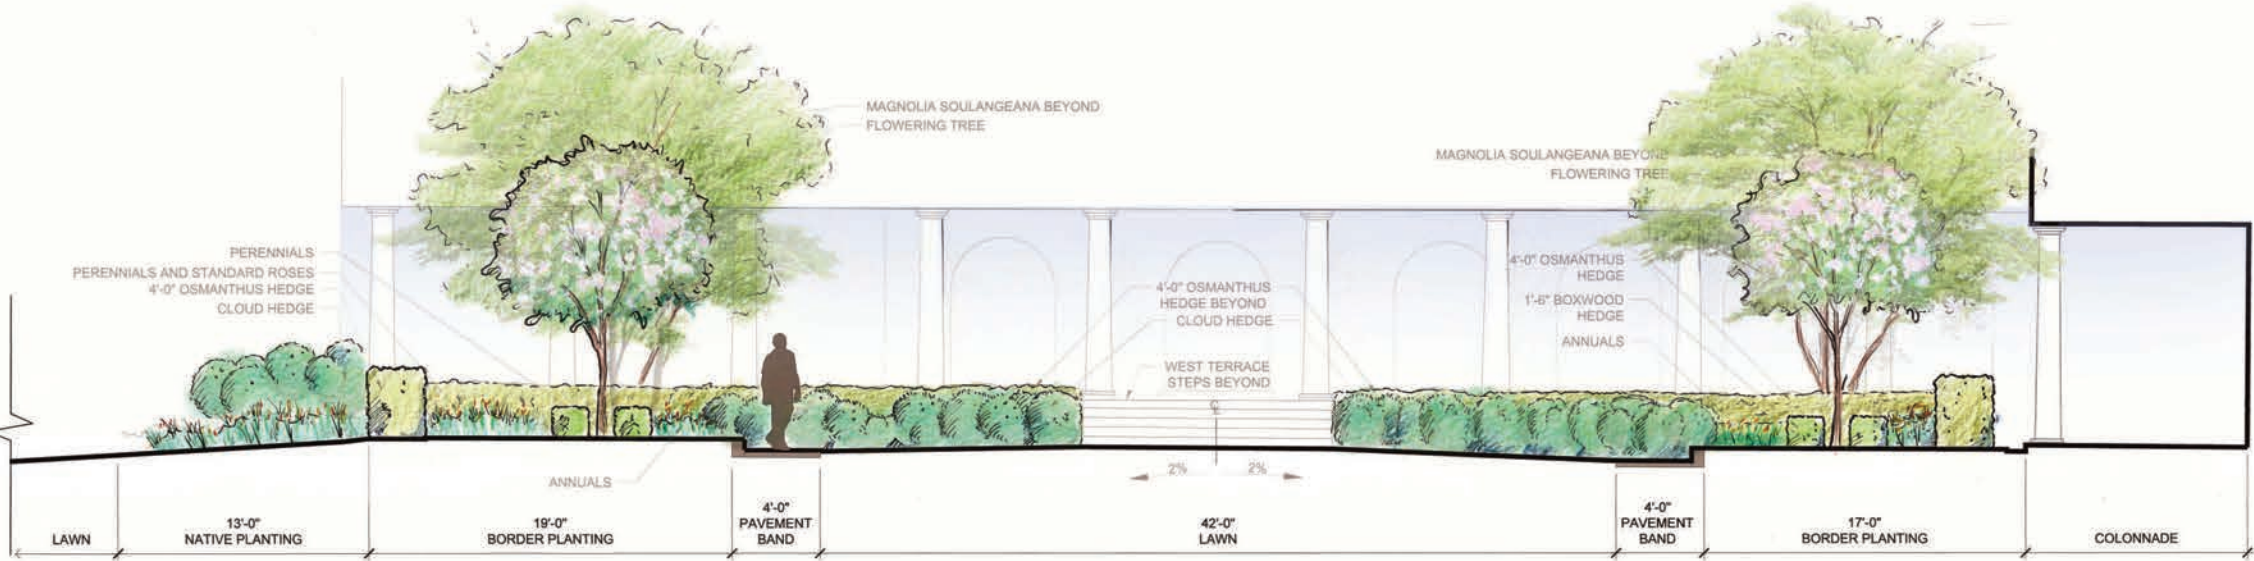 MAGNOLIA SOULANGEANA BEYOND
FLOWERING TREE
MAGNOLIA SOULANGEANA BEYOND
FLOWERING TREE
PERENNIALS
PERENNIALS AND STANDARD ROSES
4'-0" OSMANTHUS HEDGE
CLOUD HEDGE
4'-0" OSMANTHUS
HEDGE BEYOND
CLOUD HEDGE
WEST TERRACE
STEPS BEYOND
4'-0" OSMANTHUS
HEDGE
1'-6" BOXWOOD
HEDGE
ANNUALS
℄
2% 2%
ANNUALS
LAWN
13'-0"
NATIVE PLANTING
19'-0"
BORDER PLANTING
4'-0"
PAVEMENT
BAND
42'-0"
LAWN
4'-0"
PAVEMENT
BAND
17'-0"
BORDER PLANTING
COLONNADE